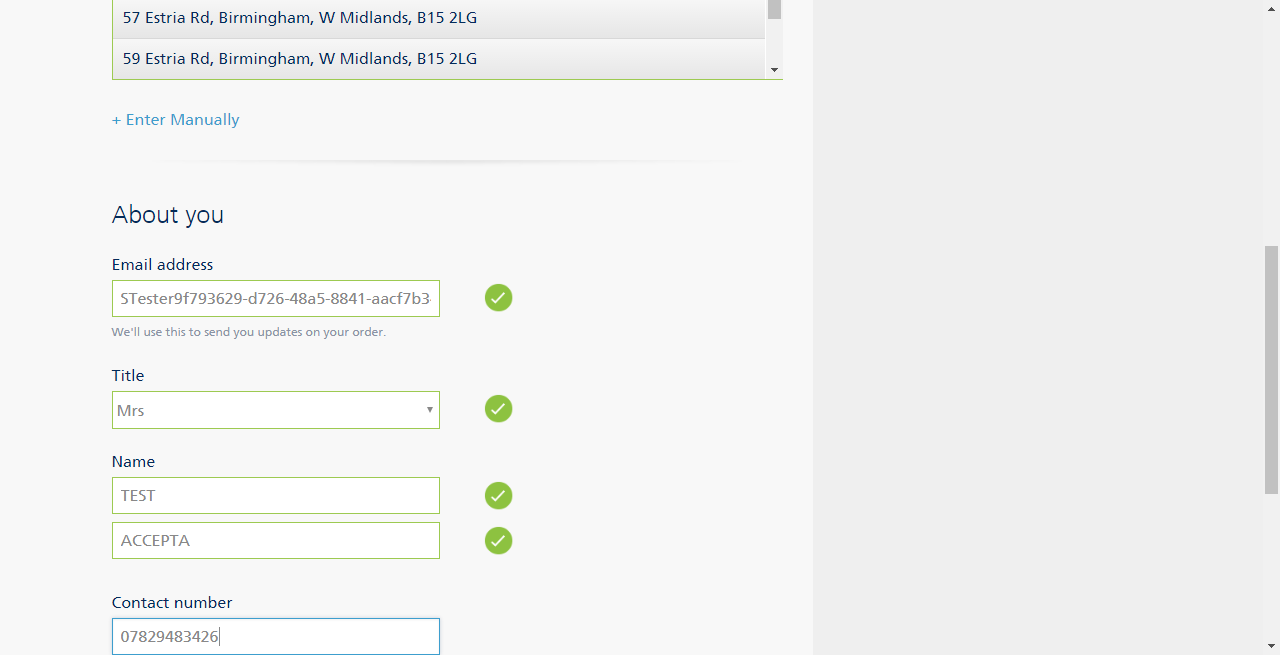 57 Estria Rd, Birmingham, W Midlands, B15 2LG
59 Estria Rd, Birmingham, W Midlands, B15 2LG
+ Enter Manually
About you
Email address
STester9f793629-d726-48a5-8841-aacf7b3
We'll use this to send you updates on your order.
Title
Mrs
Name
TEST
ACCEPTA
Contact number
07829483426